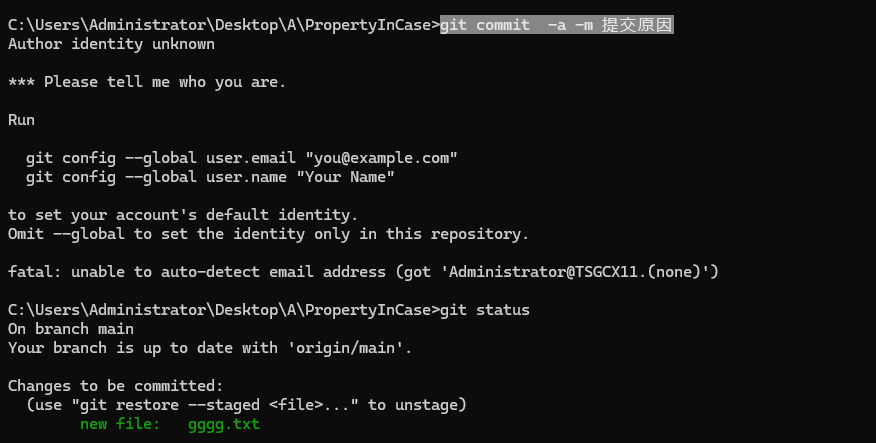 C:\Users\Administrator\Desktop\A\PropertyInCase>git commit  -a -m 提交原因
Author identity unknown

*** Please tell me who you are.

Run

  git config --global user.email "you@example.com"
  git config --global user.name "Your Name"

to set your account's default identity.
Omit --global to set the identity only in this repository.

fatal: unable to auto-detect email address (got 'Administrator@TSGCX11.(none)')

C:\Users\Administrator\Desktop\A\PropertyInCase>git status
On branch main
Your branch is up to date with 'origin/main'.

Changes to be committed:
  (use "git restore --staged <file>..." to unstage)
        new file:   gggg.txt